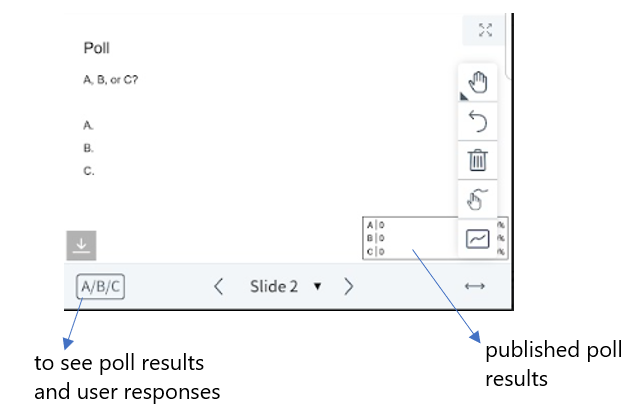 Poll
A, B, or C?
A.
B.
C.
A|0 %
B|0 %
C|0 %
A/B/C
Slide 2
to see poll results
and user responses
published poll
results